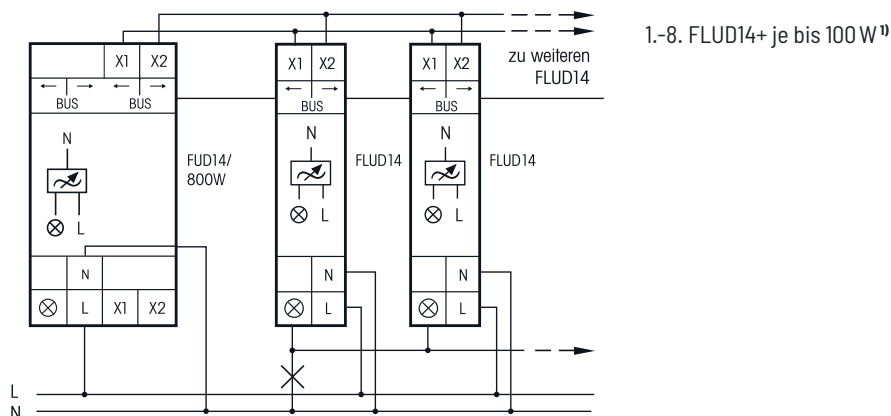 1.-8. FLUD14+ je bis 100 W ¹⁾
X1 X2
X1 X2
X1 X2
zu weiteren
FLUD14
BUS BUS
BUS
BUS
N
N
N
FUD14/
800W
FLUD14
FLUD14
L
L
L
N
N
N
L X1 X2
L
L
L
N